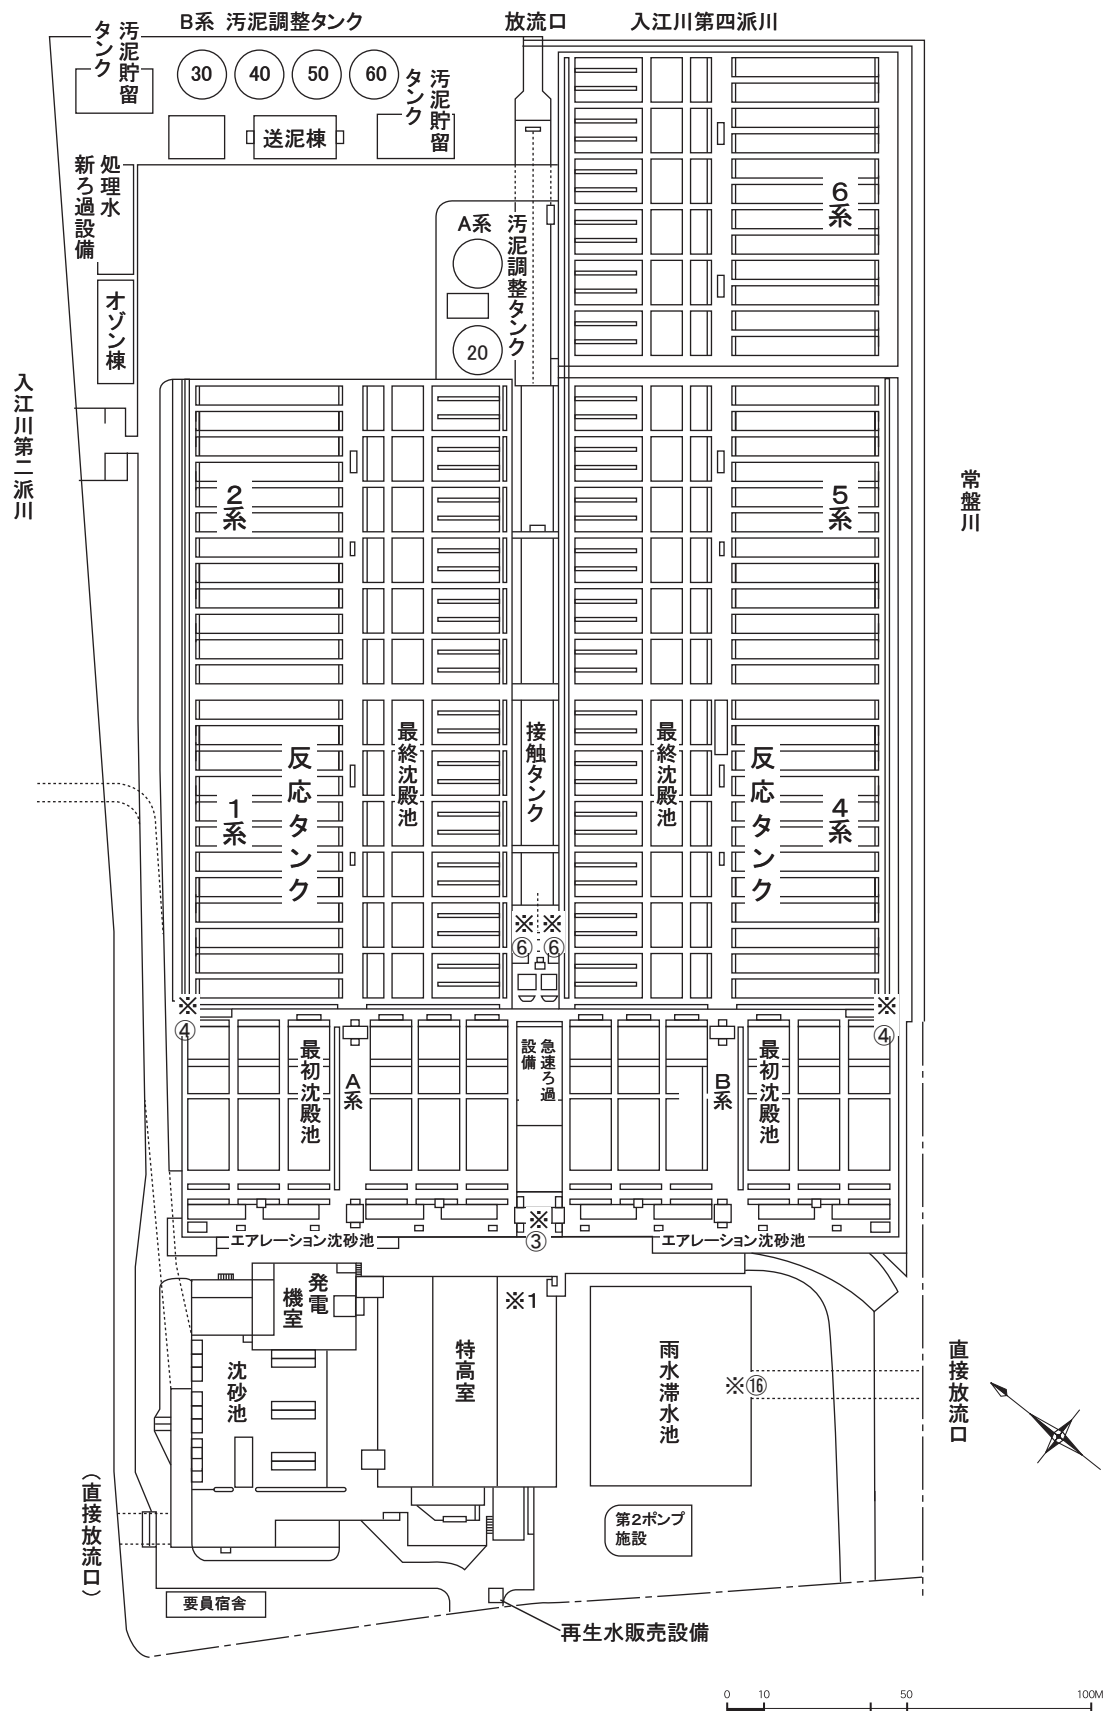 B系 汚泥調整タンク
放流口
入江川第四派川
汚泥貯留
タンク
30
40
50
60
汚泥貯留
タンク
送泥棟
処理水
新ろ過設備
オゾン棟
A系
汚泥調整タンク
20
6系
入江川第二派川
2系
5系
常盤川
最終沈殿池
接触タンク
最終沈殿池
反応タンク
1系
反応タンク
4系
※
⑥
※
⑥
※
④
※
④
最初沈殿池
A系
急速ろ過
設備
B系
最初沈殿池
※
③
エアレーション沈砂池
エアレーション沈砂池
発電
機室
※1
特高室
沈砂池
雨水滞水池
※⑯
直接放流口
(直接放流口)
第2ポンプ
施設
要員宿舎
再生水販売設備
0 10 50 100M